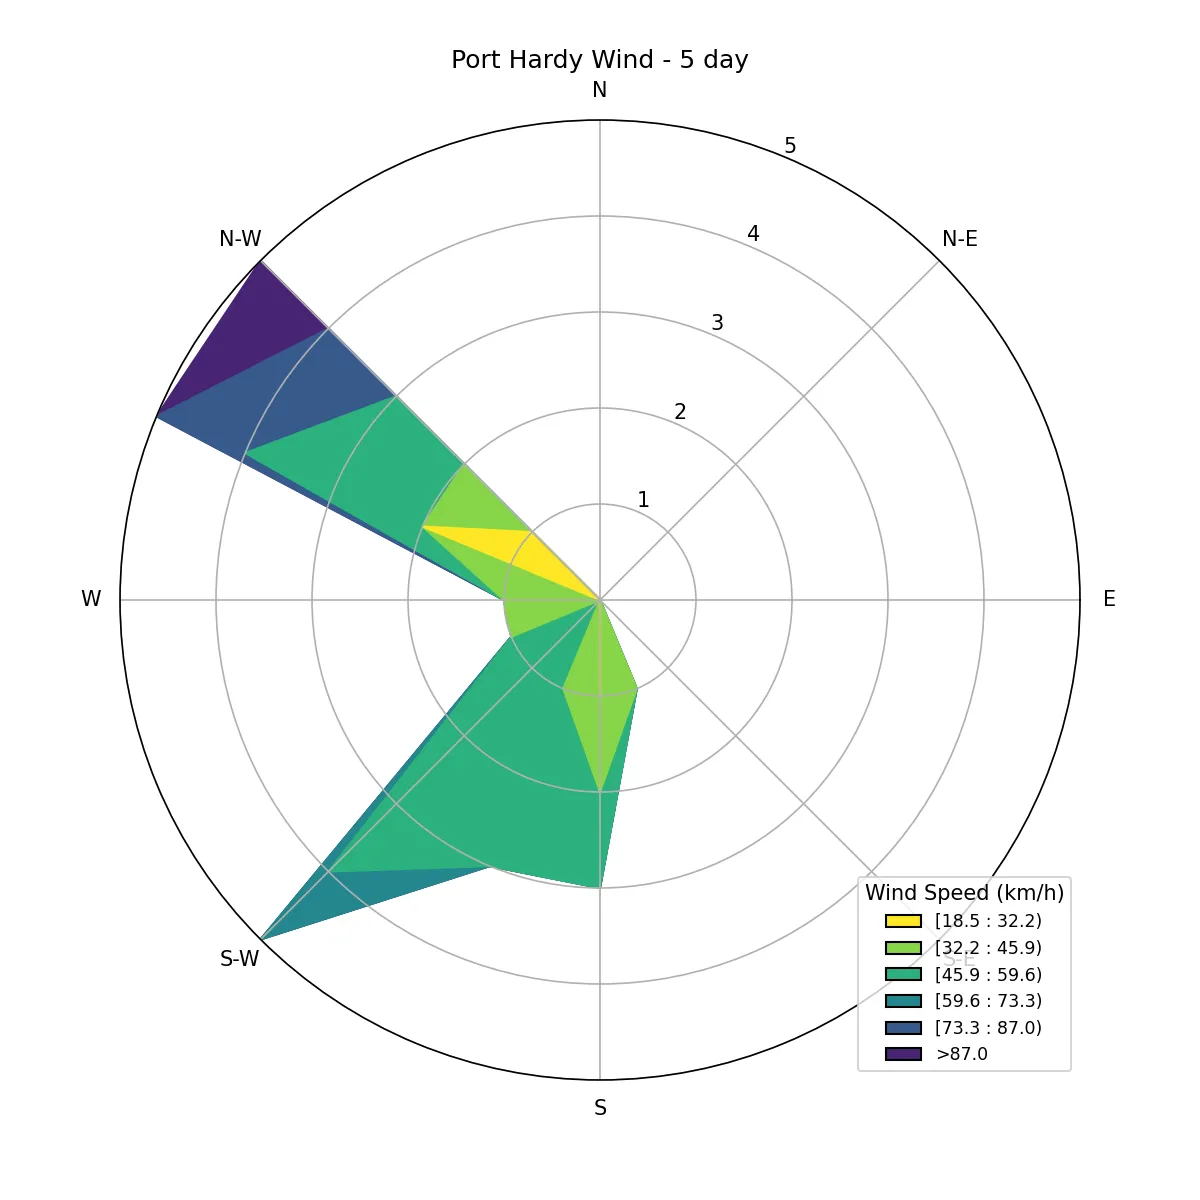 Port Hardy Wind - 5 day
N
5
N-W
4
N-E
3
2
1
W
E
S-W
S-E
Wind Speed (km/h)
[18.5 : 32.2)
[32.2 : 45.9)
[45.9 : 59.6)
[59.6 : 73.3)
[73.3 : 87.0)
>87.0
S